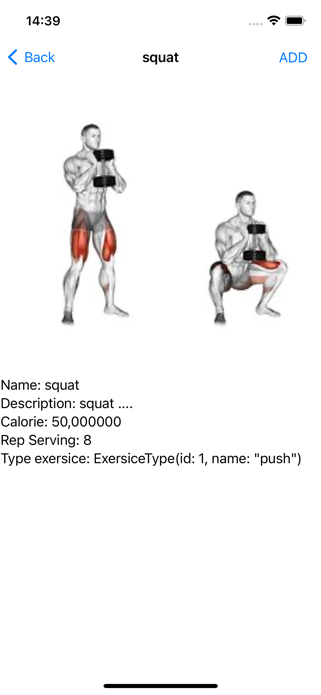 14:39
Back
squat
ADD
Name: squat
Description: squat ....
Calorie: 50,000000
Rep Serving: 8
Type exersice: ExersiceType(id: 1, name: "push")